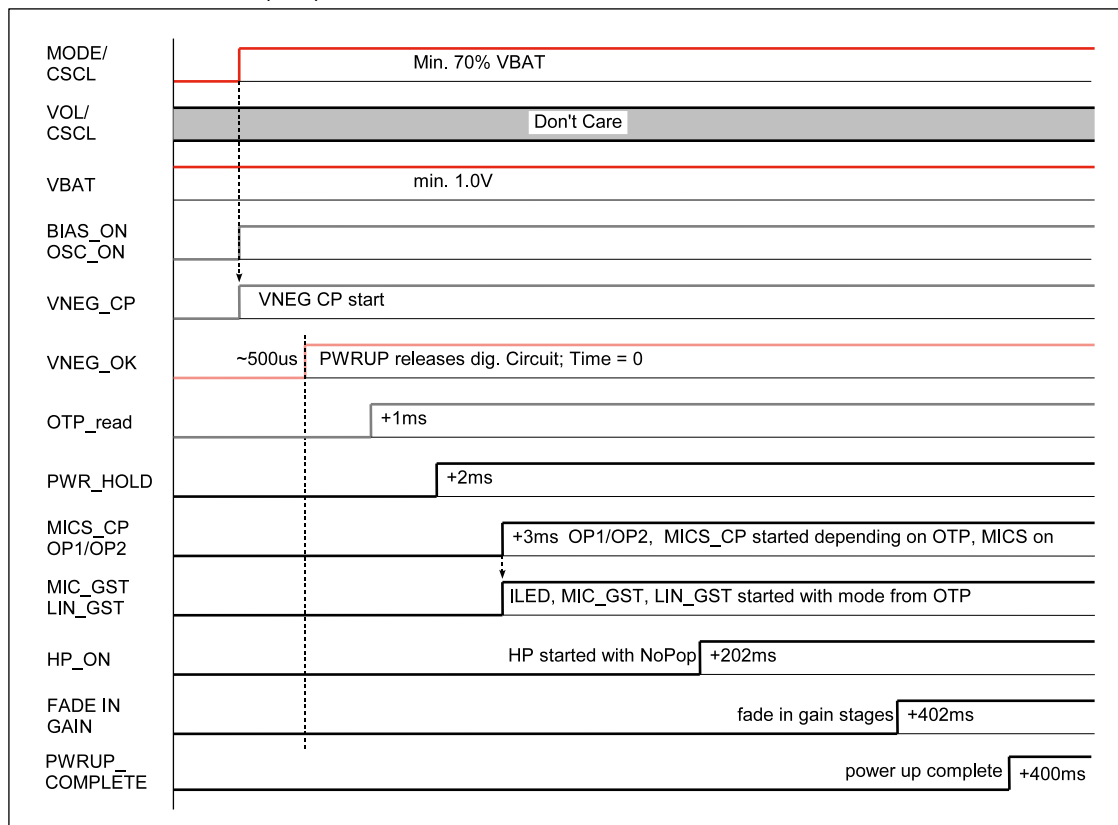 MODE/
CSCL
Min. 70% VBAT
VOL/
CSCL
Don't Care
VBAT
min. 1.0V
BIAS_ON
OSC_ON
VNEG_CP
VNEG CP start
VNEG_OK
~500us
PWRUP releases dig. Circuit; Time = 0
OTP_read
+1ms
PWR_HOLD
+2ms
MICS_CP
OP1/OP2
+3ms OP1/OP2, MICS_CP started depending on OTP, MICS on
MIC_GST
LIN_GST
ILED, MIC_GST, LIN_GST started with mode from OTP
HP_ON
HP started with NoPop
+202ms
FADE IN
GAIN
fade in gain stages
+402ms
PWRUP_
COMPLETE
power up complete
+400ms